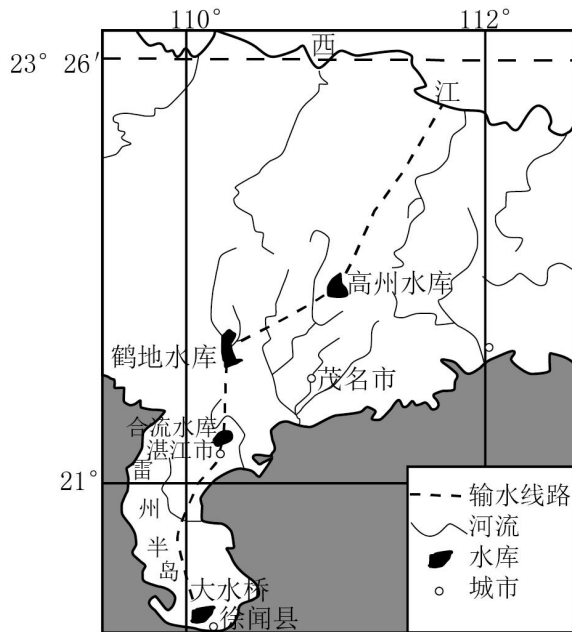 110°
112°
23° 26′
西
江
高州水库
鹤地水库
茂名市
合流水库
湛江市
21°
雷
州
半
岛
大水桥
徐闻县
输水线路
河流
水库
城市